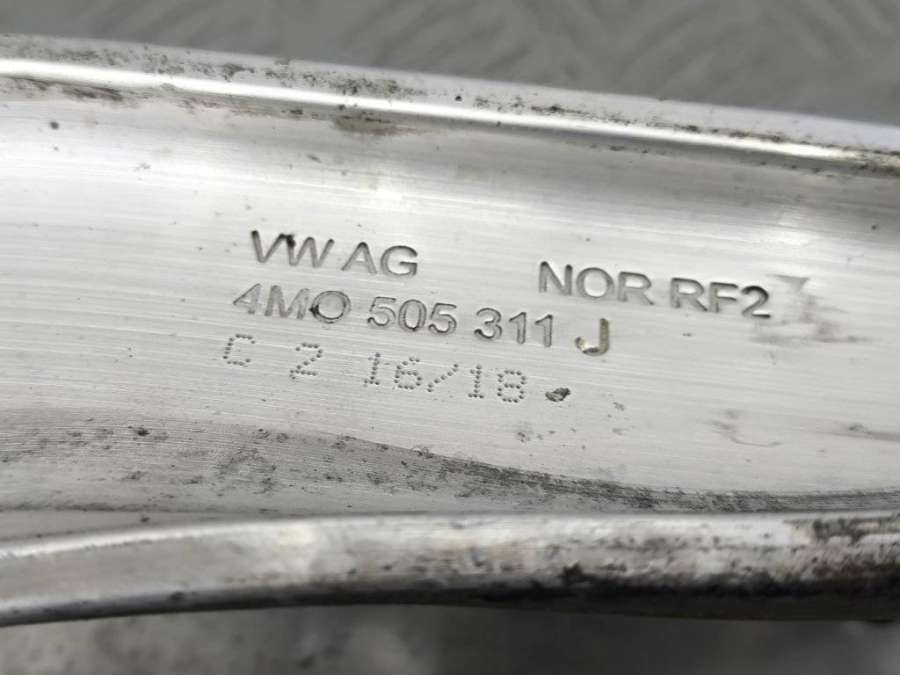 VW AG NOR RF2
4M0 505 311 J
C 2 16/18